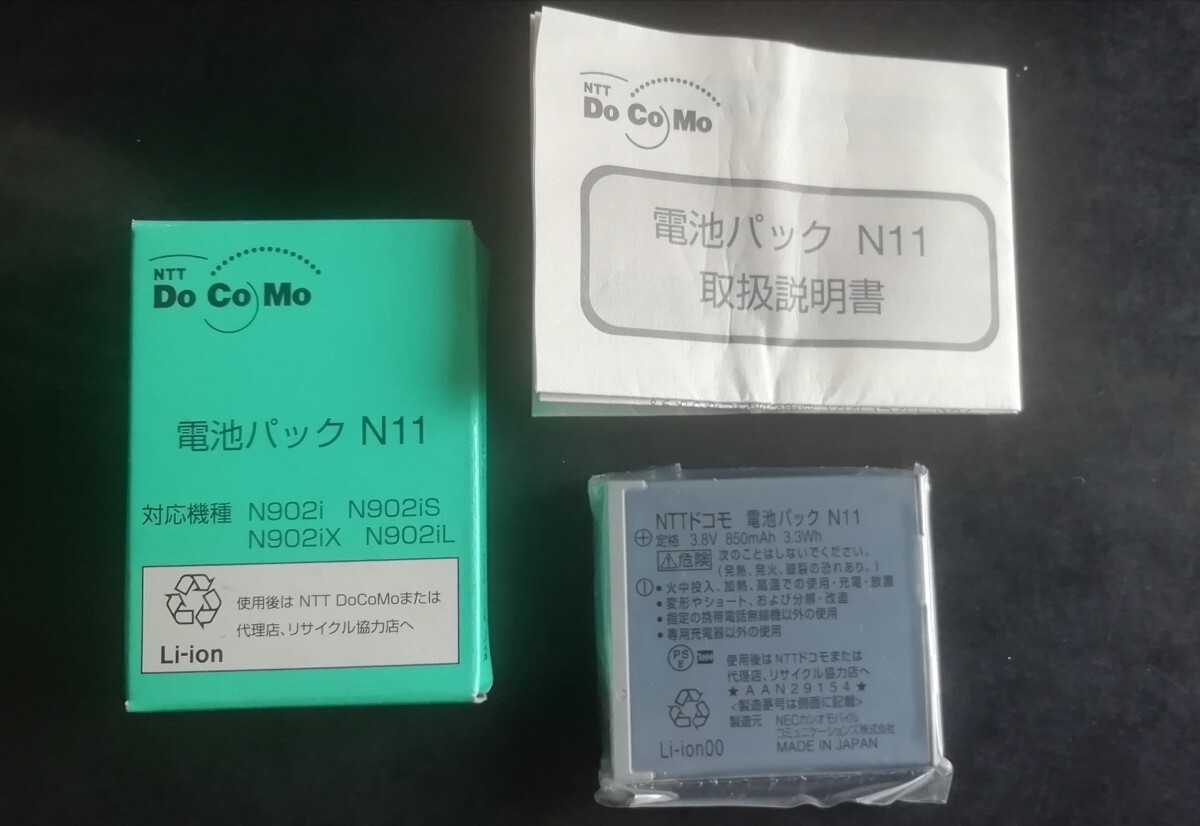 NTT
DoCoMo
電池パック N11
対応機種 N902i N902iS
N902iX N902iL
使用後は NTT DoCoMoまたは
代理店、リサイクル協力店へ
Li-ion
NTT
DoCoMo
電池パック N11
取扱説明書
NTTドコモ 電池パック N11
⊕ 定格 3.8V 850mAh 3.3Wh
⚠危険 次のことはしないでください。
(発熱、発火、破裂の恐れあり。)
• 火中投入、加熱、高温での使用・充電・放置
• 変形やショート、および分解・改造
• 指定の携帯電話無線機以外の使用
• 専用充電器以外の使用
PSE
使用後はNTTドコモまたは
代理店、リサイクル協力店へ
★AAN29154★
<製造番号は側面に記載>
製造元 NECカシオモバイル
コミュニケーションズ株式会社
Li-ion00 MADE IN JAPAN